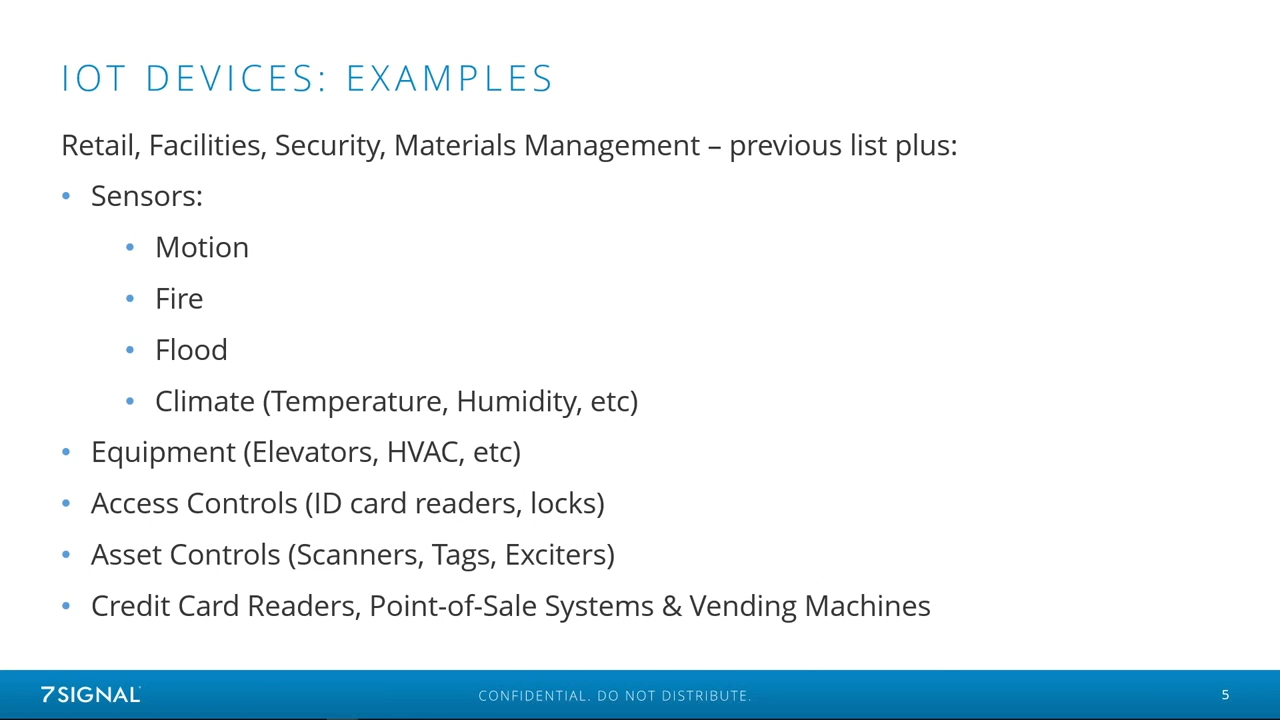 IOT DEVICES: EXAMPLES
Retail, Facilities, Security, Materials Management – previous list plus:
• Sensors:
• Motion
• Fire
• Flood
• Climate (Temperature, Humidity, etc)
• Equipment (Elevators, HVAC, etc)
• Access Controls (ID card readers, locks)
• Asset Controls (Scanners, Tags, Exciters)
• Credit Card Readers, Point-of-Sale Systems & Vending Machines
7SIGNAL CONFIDENTIAL. DO NOT DISTRIBUTE. 5